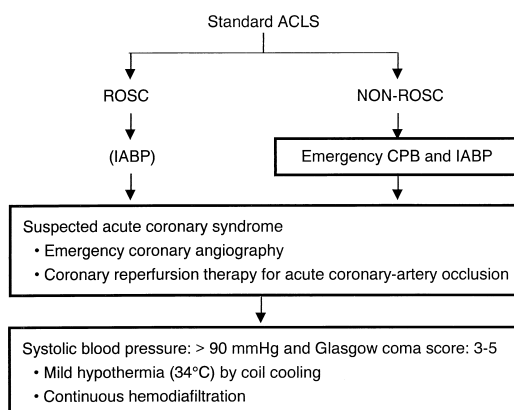 Standard ACLS
ROSC
NON-ROSC
(IABP)
Emergency CPB and IABP
Suspected acute coronary syndrome
• Emergency coronary angiography
• Coronary reperfursion therapy for acute coronary-artery occlusion
Systolic blood pressure: > 90 mmHg and Glasgow coma score: 3-5
• Mild hypothermia (34°C) by coil cooling
• Continuous hemodiafiltration